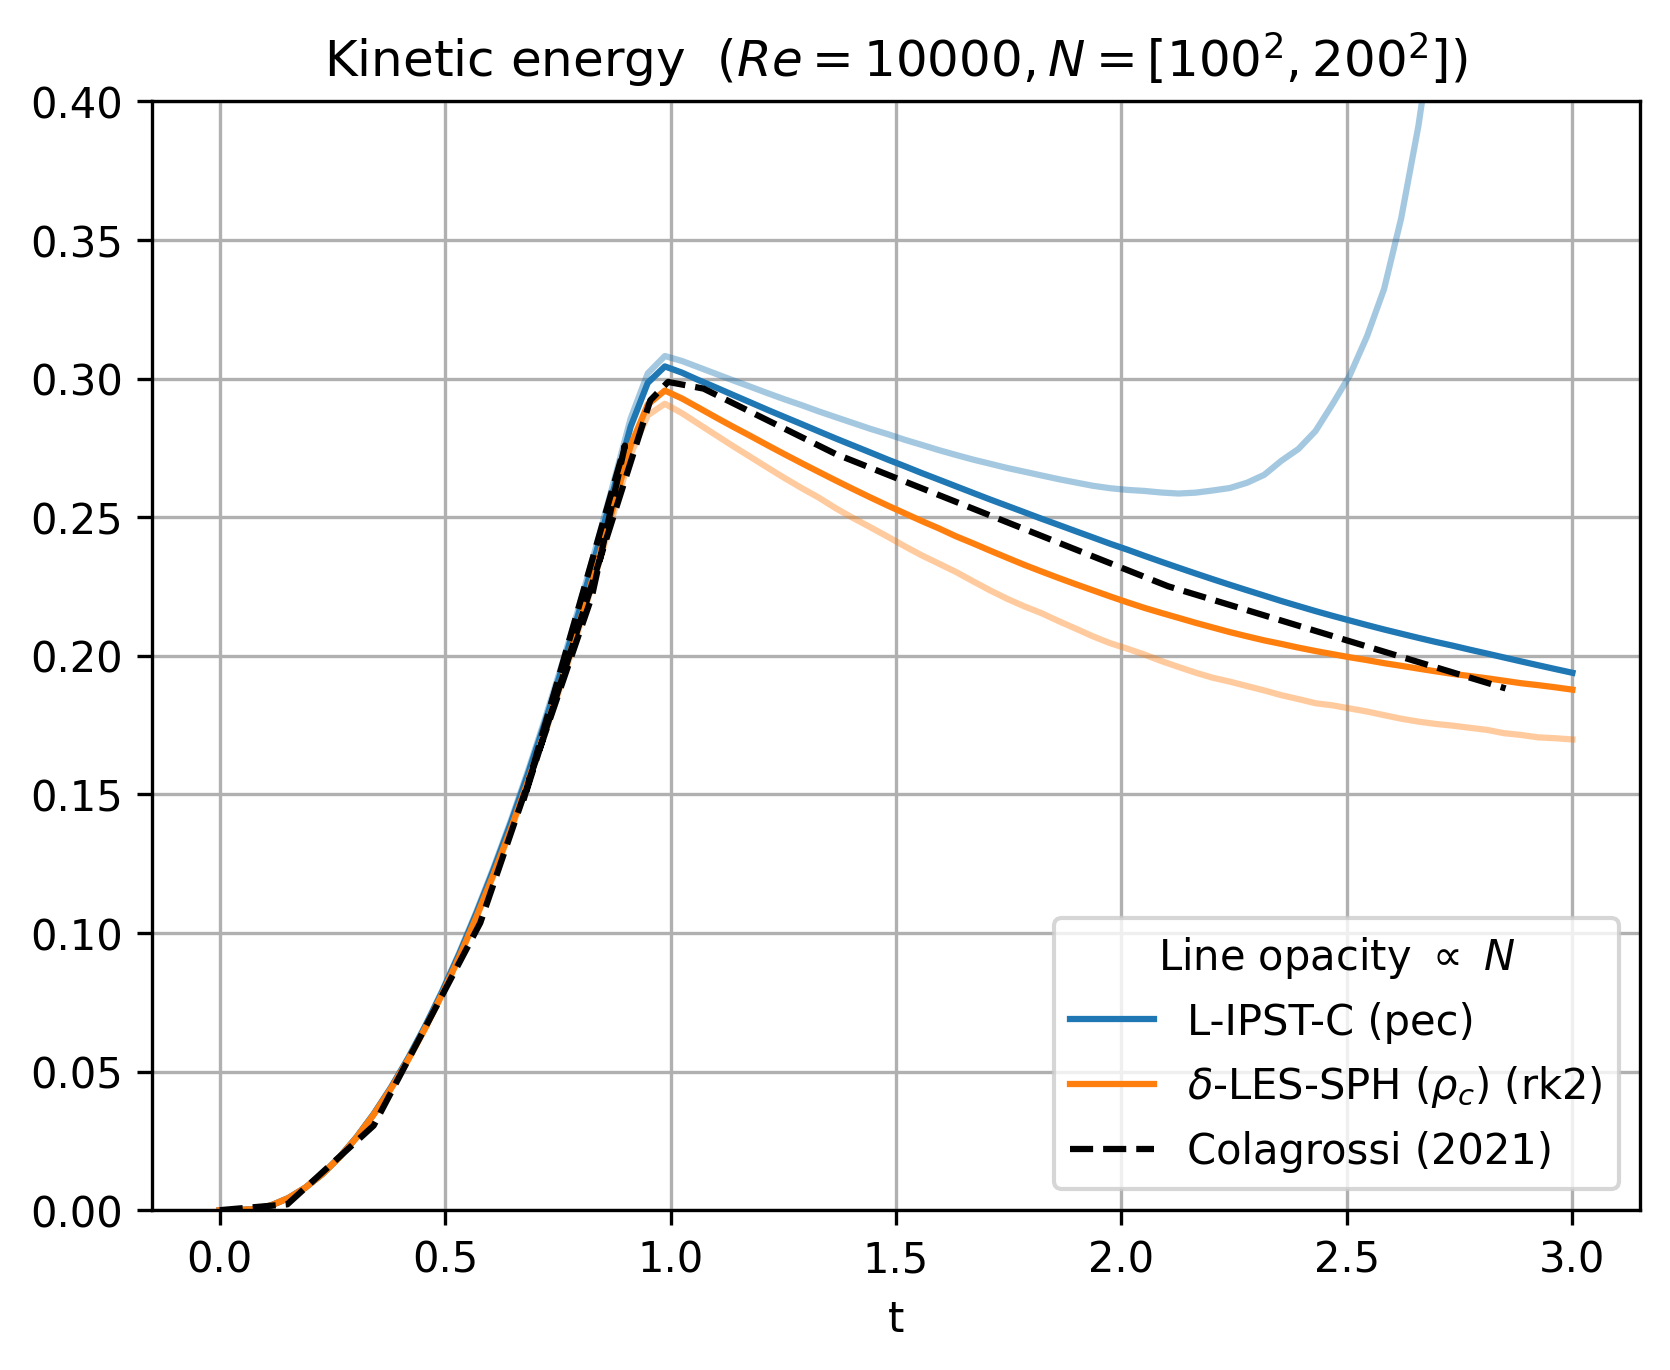 Kinetic energy (Re = 10000, N = [100², 200²])
0.40
0.35
0.30
0.25
0.20
0.15
0.10
0.05
0.00
Line opacity ∝ N
L-IPST-C (pec)
δ-LES-SPH (ρc) (rk2)
Colagrossi (2021)
0.0 0.5 1.0 1.5 2.0 2.5 3.0
t